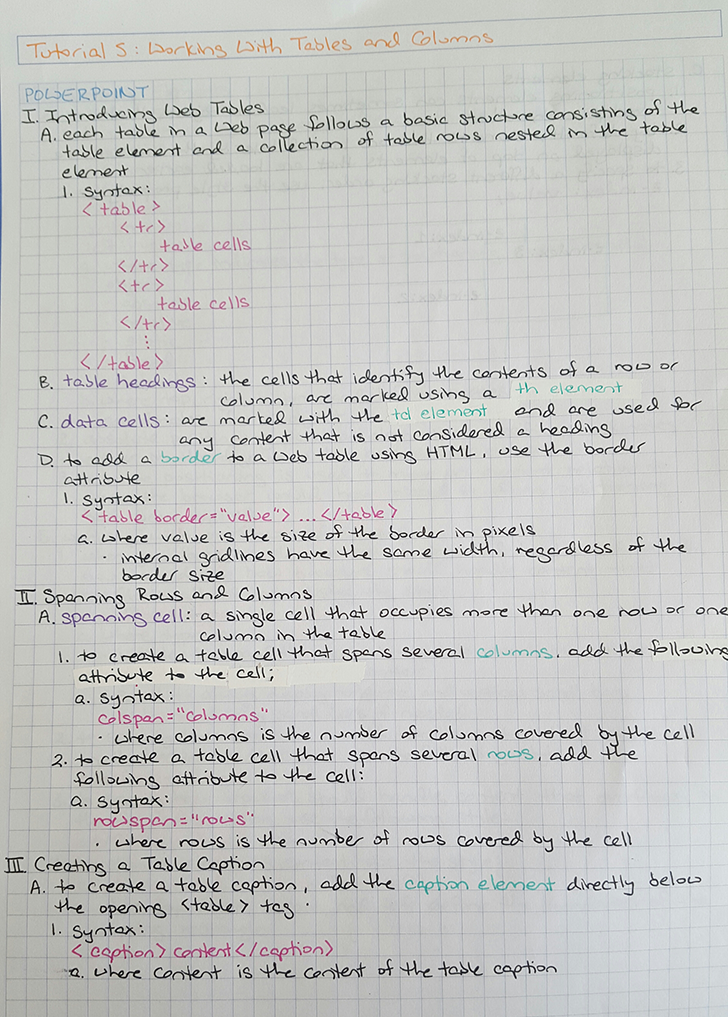 Tutorial 5: Working With Tables and Columns
POWERPOINT
I. Introducing Web Tables
A. each table in a Web page follows a basic structure consisting of the
table element and a collection of table rows nested in the table
element
1. syntax:
<table>
<tr>
table cells
</tr>
<tr>
table cells
</tr>
⋮
</table>
B. table headings: the cells that identify the contents of a row or
column, are marked using a th element
C. data cells: are marked with the td element and are used for
any content that is not considered a heading
D. to add a border to a Web table using HTML, use the border
attribute
1. syntax:
<table border="value"> ... </table>
a. where value is the size of the border in pixels
· internal gridlines have the same width, regardless of the
border size
II. Spanning Rows and Columns
A. spanning cell: a single cell that occupies more than one row or one
column in the table
1. to create a table cell that spans several columns, add the following
attribute to the cell;
a. syntax:
colspan="columns"
· where columns is the number of columns covered by the cell
2. to create a table cell that spans several rows, add the
following attribute to the cell:
a. syntax:
rowspan="rows"
· where rows is the number of rows covered by the cell
III. Creating a Table Caption
A. to create a table caption, add the caption element directly below
the opening <table> tag.
1. syntax:
<caption> content </caption>
a. where content is the content of the table caption